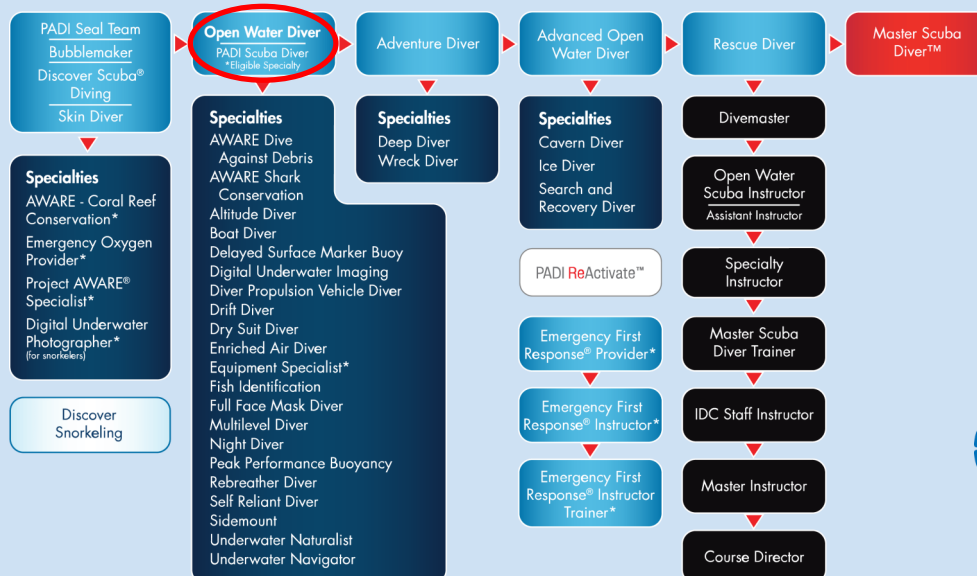 PADI Seal Team
Bubblemaker
Discover Scuba®
Diving
Skin Diver
Specialties
AWARE - Coral Reef
Conservation*
Emergency Oxygen
Provider*
Project AWARE®
Specialist*
Digital Underwater
Photographer*
(for snorkelers)
Discover
Snorkeling
Open Water Diver
PADI Scuba Diver
*Eligible Specialty
Specialties
AWARE Dive
Against Debris
AWARE Shark
Conservation
Altitude Diver
Boat Diver
Delayed Surface Marker Buoy
Digital Underwater Imaging
Diver Propulsion Vehicle Diver
Drift Diver
Dry Suit Diver
Enriched Air Diver
Equipment Specialist*
Fish Identification
Full Face Mask Diver
Multilevel Diver
Night Diver
Peak Performance Buoyancy
Rebreather Diver
Self Reliant Diver
Sidemount
Underwater Naturalist
Underwater Navigator
Adventure Diver
Specialties
Deep Diver
Wreck Diver
Advanced Open
Water Diver
Specialties
Cavern Diver
Ice Diver
Search and
Recovery Diver
PADI ReActivate™
Emergency First
Response® Provider*
Emergency First
Response® Instructor*
Emergency First
Response® Instructor
Trainer*
Rescue Diver
Divemaster
Open Water
Scuba Instructor
Assistant Instructor
Specialty
Instructor
Master Scuba
Diver Trainer
IDC Staff Instructor
Master Instructor
Course Director
Master Scuba
Diver™